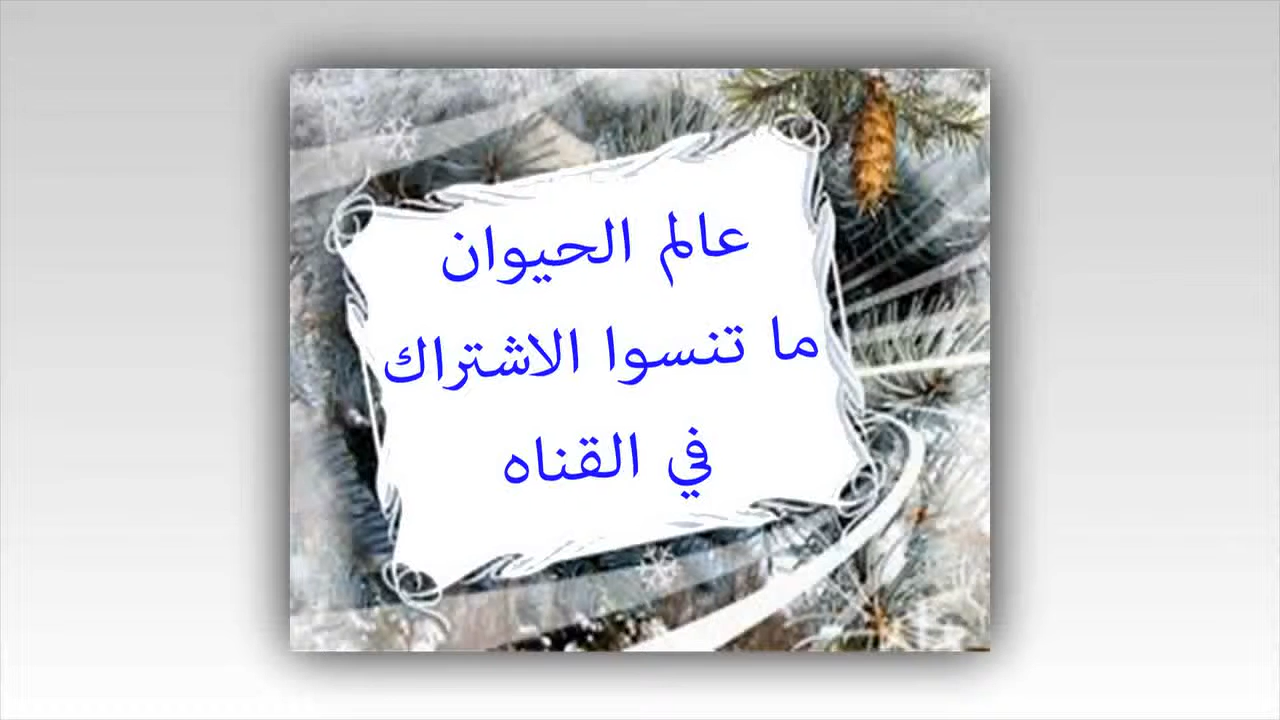 عالم الحيوان
ما تنسوا الاشتراك
في القناه